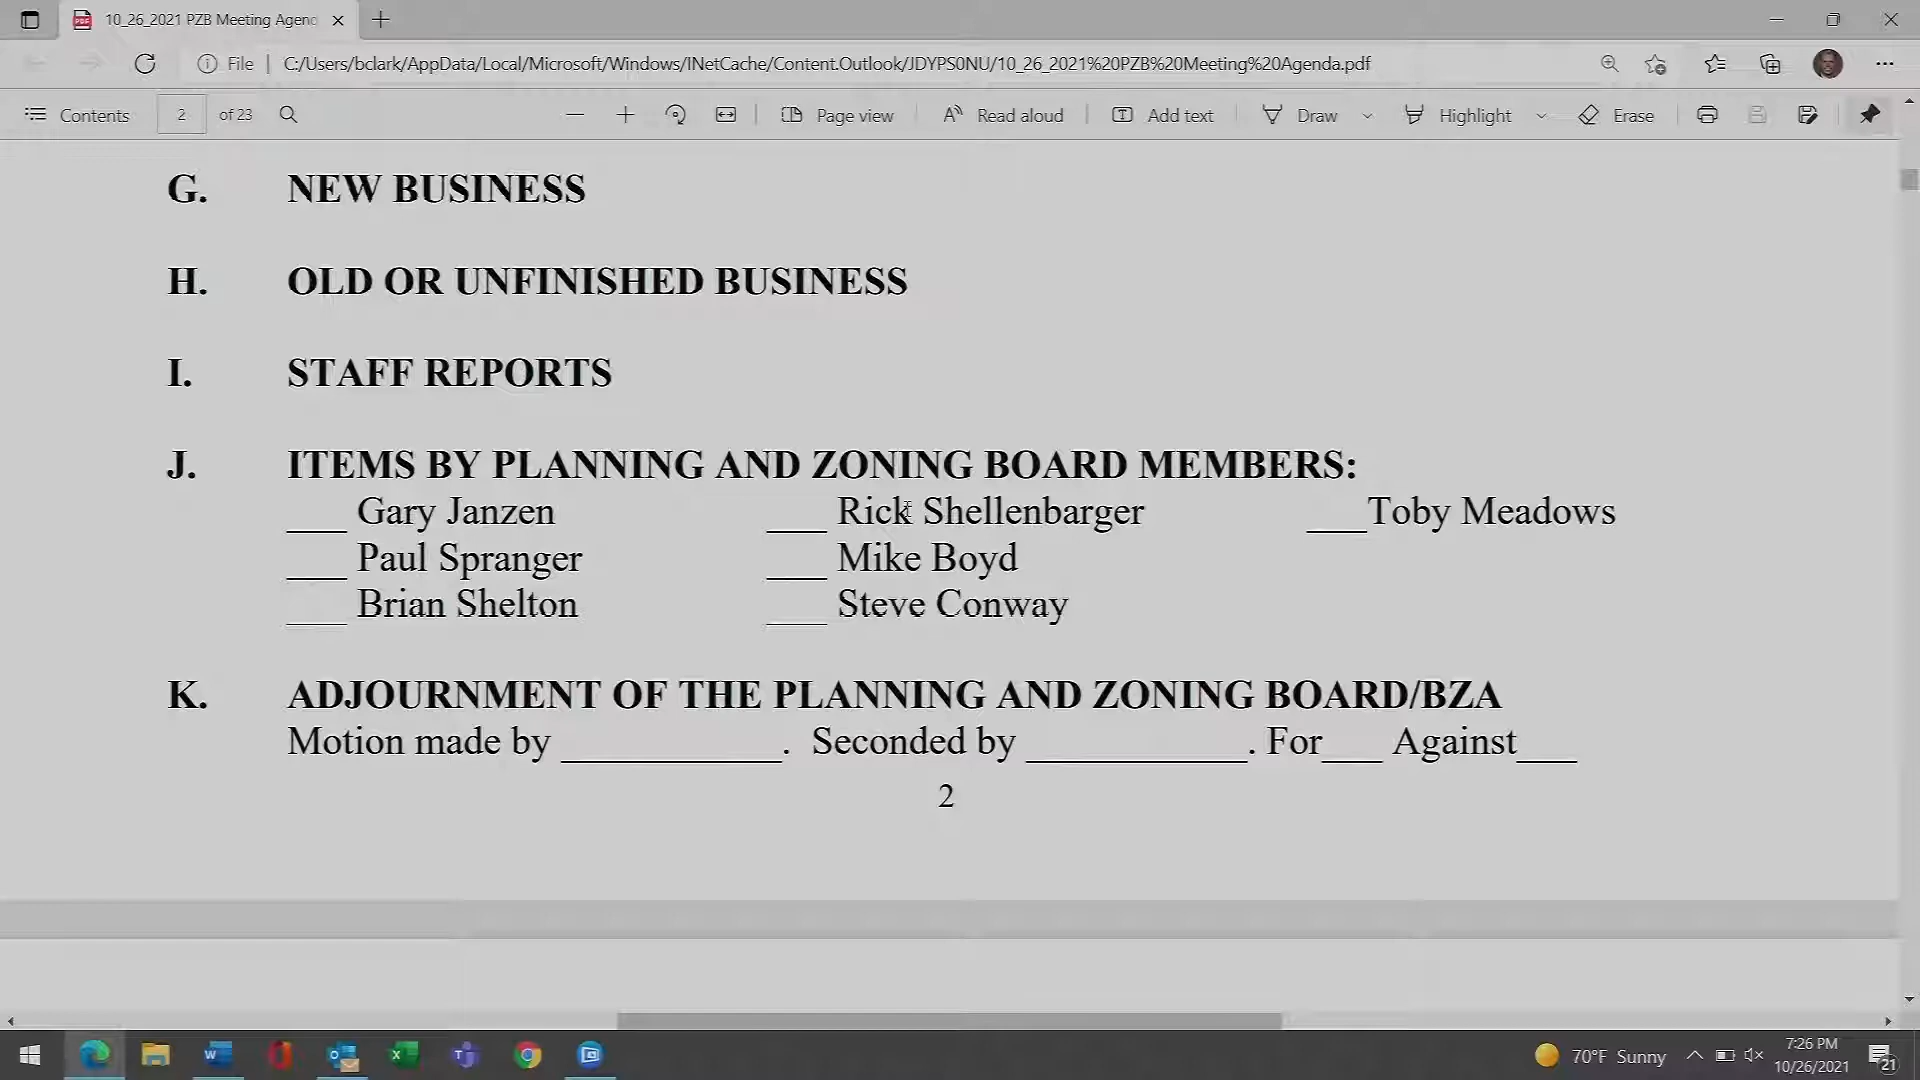 10_26_2021 PZB Meeting Agend
File
C:/Users/bclark/AppData/Local/Microsoft/Windows/INetCache/Content.Outlook/JDYPS0NU/10_26_2021%20PZB%20Meeting%20Agenda.pdf
Contents 2 of 23 Page view Read aloud Add text Draw Highlight Erase
G. NEW BUSINESS
H. OLD OR UNFINISHED BUSINESS
I. STAFF REPORTS
J. ITEMS BY PLANNING AND ZONING BOARD MEMBERS:
___ Gary Janzen ___ Rick Shellenbarger ___Toby Meadows
___ Paul Spranger ___ Mike Boyd
___ Brian Shelton ___ Steve Conway
K. ADJOURNMENT OF THE PLANNING AND ZONING BOARD/BZA
Motion made by ___________. Seconded by ___________. For___ Against___
2
70°F Sunny
7:26 PM
10/26/2021
21